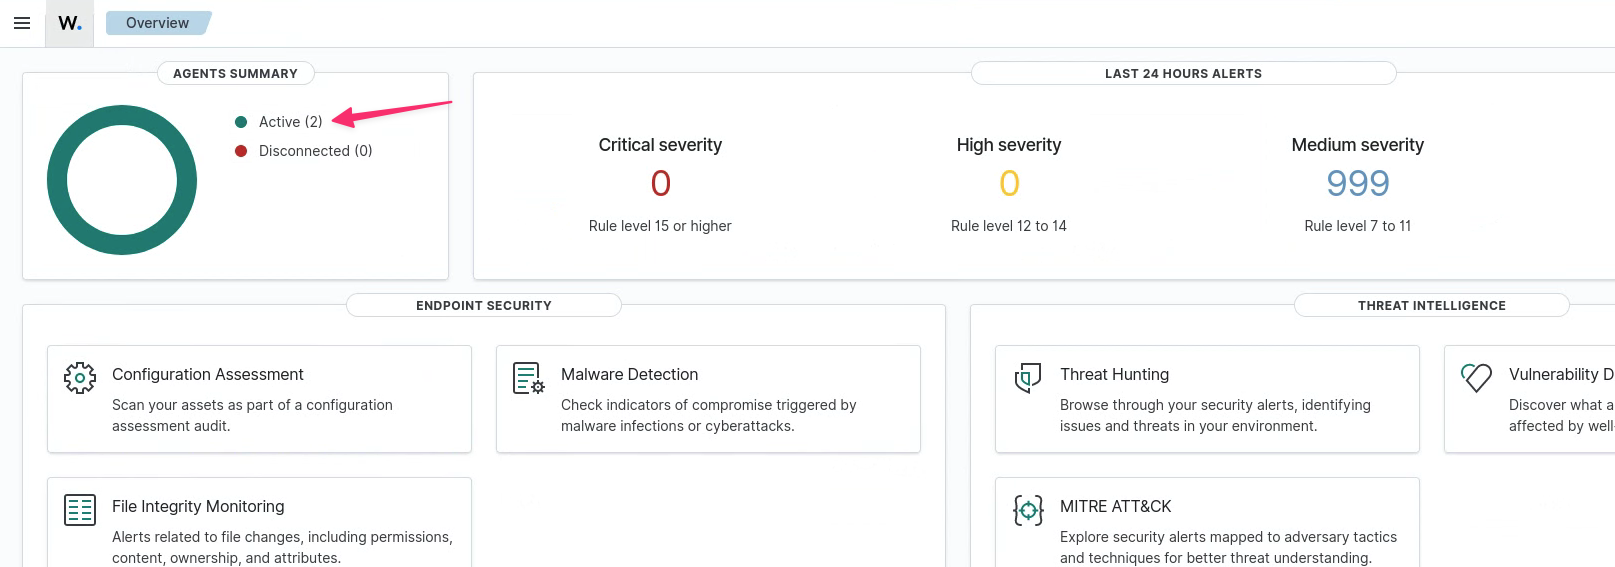 W.
Overview
AGENTS SUMMARY
Active (2)
Disconnected (0)
LAST 24 HOURS ALERTS
Critical severity
0
Rule level 15 or higher
High severity
0
Rule level 12 to 14
Medium severity
999
Rule level 7 to 11
ENDPOINT SECURITY
Configuration Assessment
Scan your assets as part of a configuration
assessment audit.
Malware Detection
Check indicators of compromise triggered by
malware infections or cyberattacks.
File Integrity Monitoring
Alerts related to file changes, including permissions,
content, ownership, and attributes.
THREAT INTELLIGENCE
Threat Hunting
Browse through your security alerts, identifying
issues and threats in your environment.
Vulnerability D
Discover what a
affected by well-
MITRE ATT&CK
Explore security alerts mapped to adversary tactics
and techniques for better threat understanding.